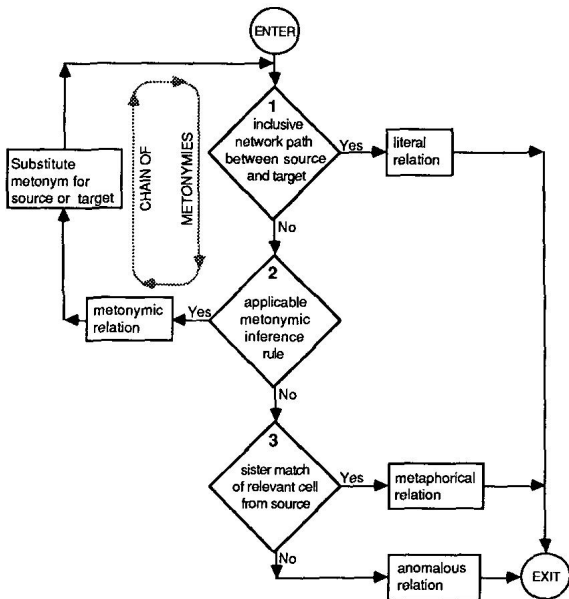 ENTER
1
inclusive
network path
between source
and target
Yes
literal
relation
Substitute
metonym for
source or target
CHAIN OF
METONYMIES
No
2
applicable
metonymic
inference
rule
Yes
metonymic
relation
No
3
sister match
of relevant cell
from source
Yes
metaphorical
relation
No
anomalous
relation
EXIT